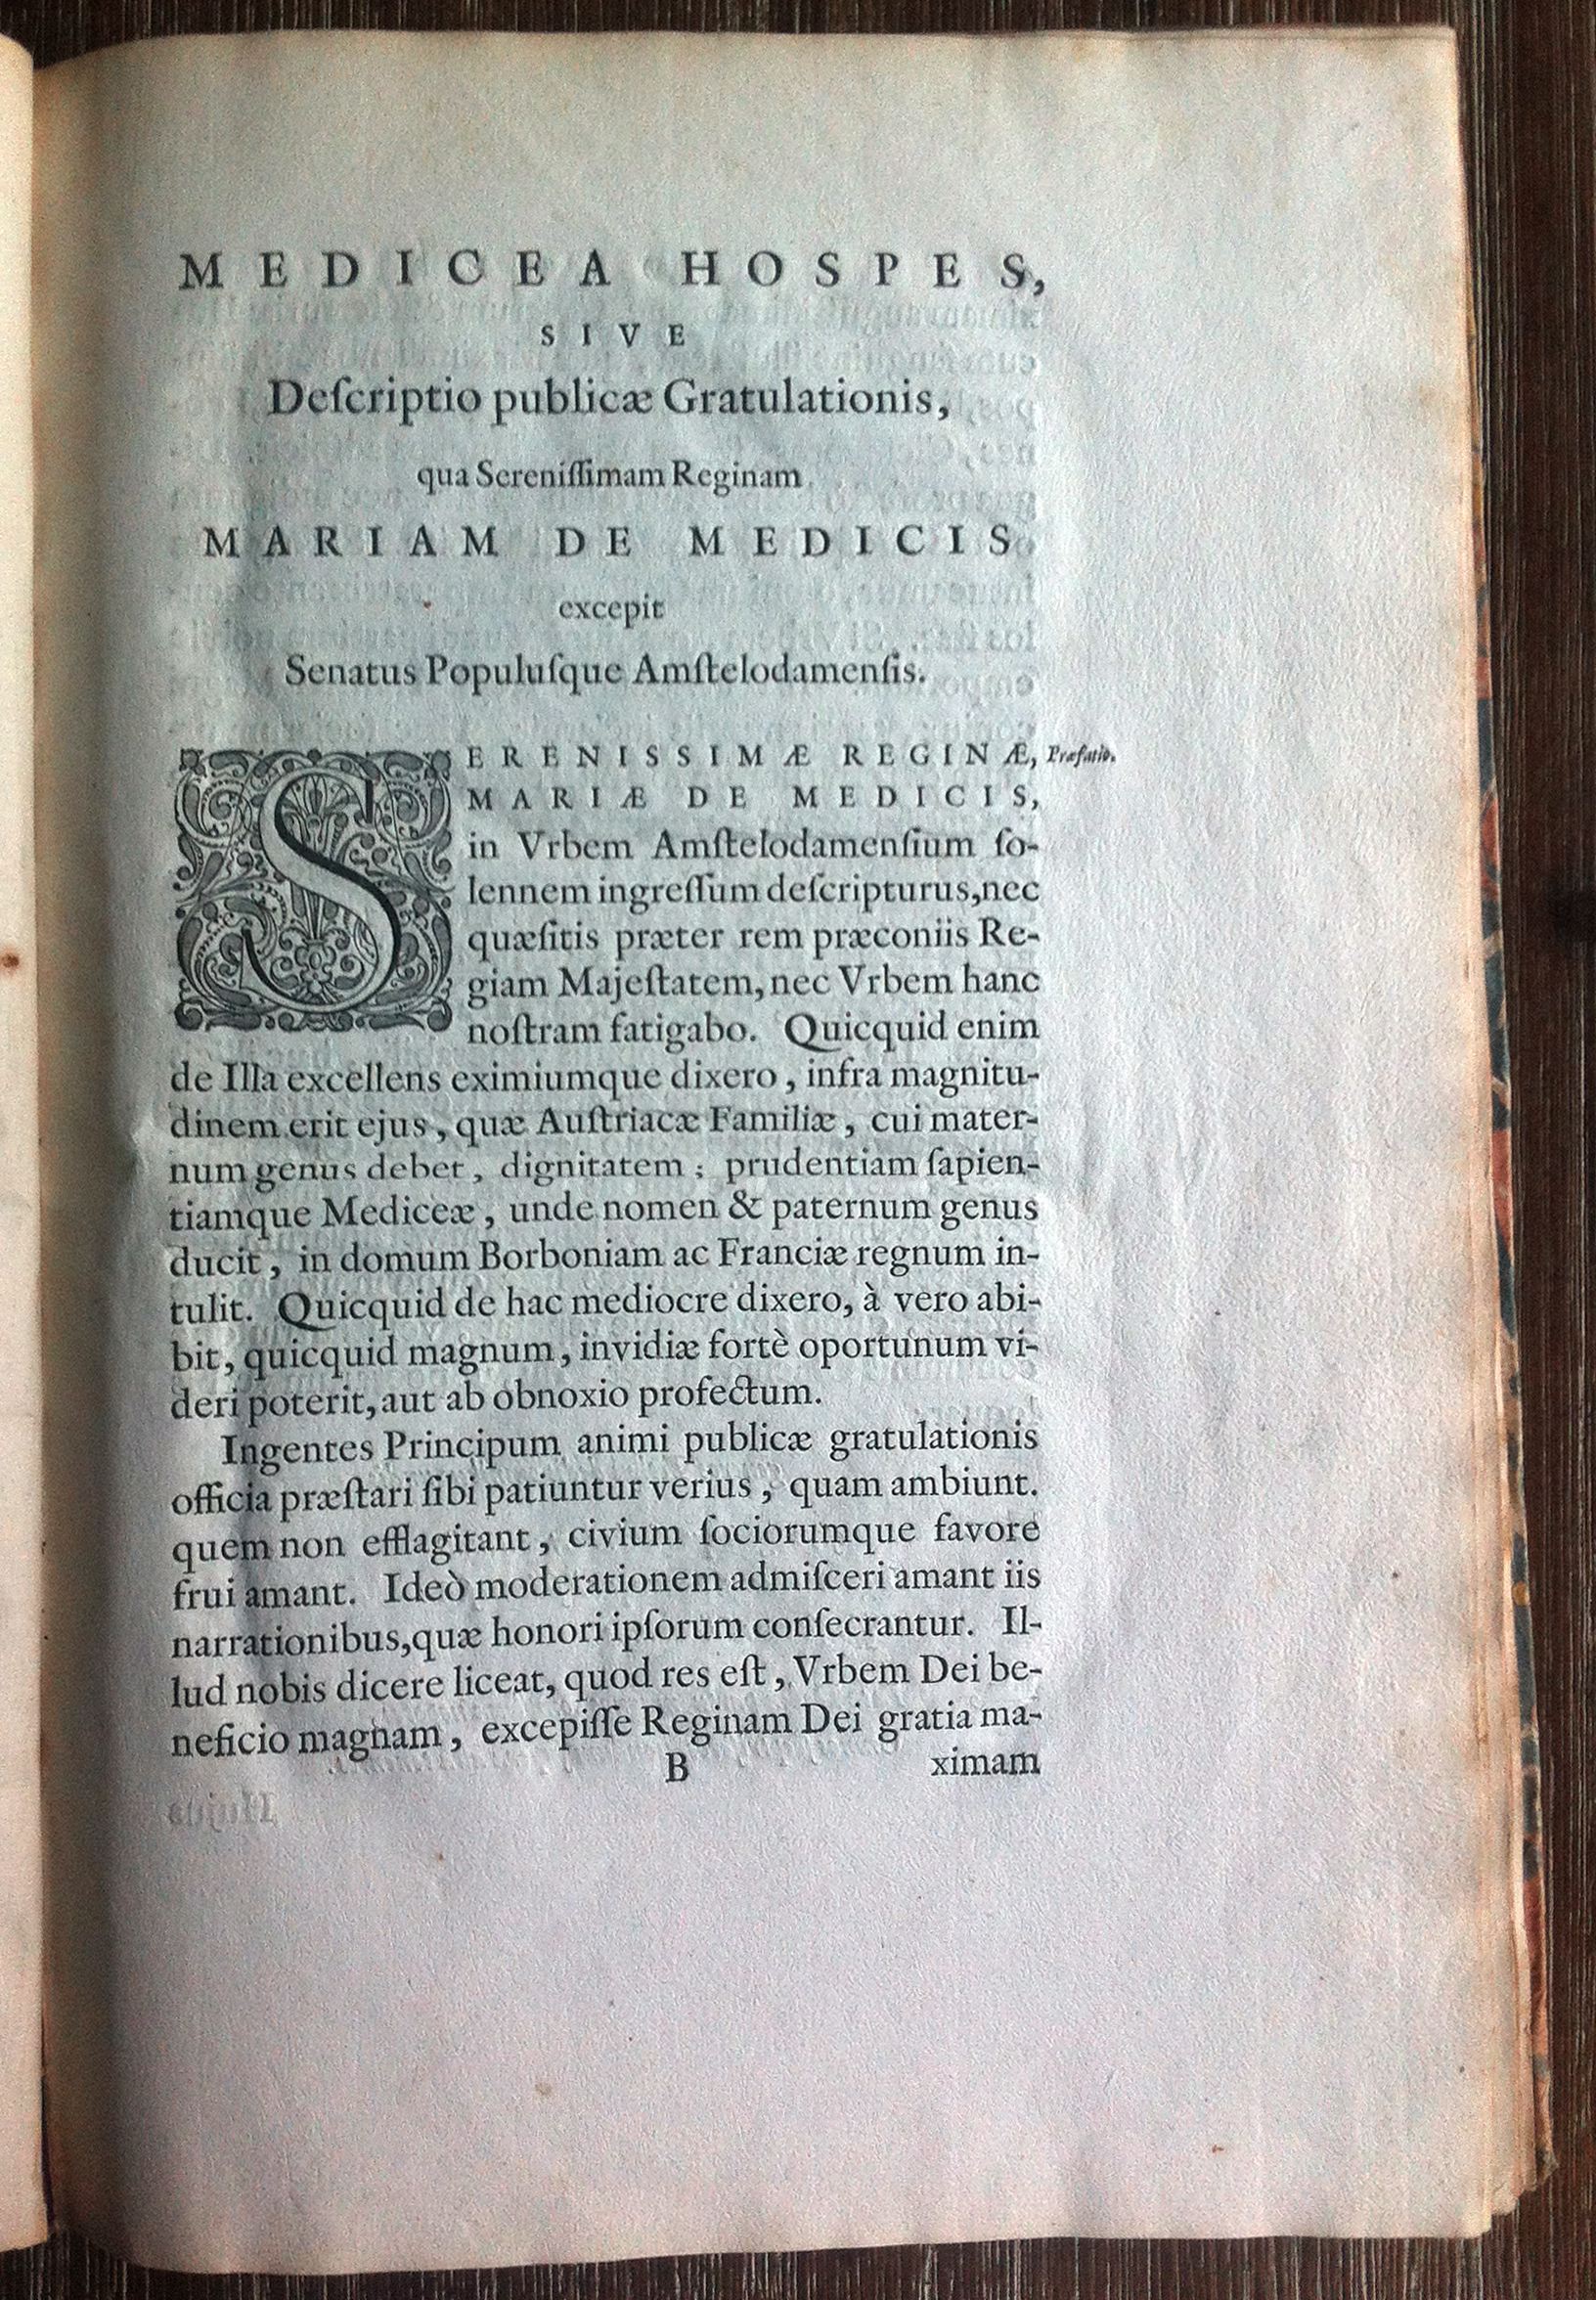 MEDICEA HOSPES,
SIVE
Deſcriptio publicæ Gratulationis,
qua Sereniſſimam Reginam
MARIAM DE MEDICIS
excepit
Senatus Populuſque Amſtelodamenſis.
SERENISSIMÆ REGINÆ, Præfatio.
MARIÆ DE MEDICIS,
in Vrbem Amſtelodamenſium ſo-
lennem ingreſſum deſcripturus, nec
quæſitis præter rem præconiis Re-
giam Majeſtatem, nec Vrbem hanc
noſtram fatigabo. Quicquid enim
de Illa excellens eximiumque dixero, infra magnitu-
dinem erit ejus, quæ Auſtriacæ Familiæ, cui mater-
num genus debet, dignitatem; prudentiam ſapien-
tiamque Mediceæ, unde nomen & paternum genus
ducit, in domum Borboniam ac Franciæ regnum in-
tulit. Quicquid de hac mediocre dixero, à vero abi-
bit, quicquid magnum, invidiæ fortè oportunum vi-
deri poterit, aut ab obnoxio profectum.
Ingentes Principum animi publicæ gratulationis
officia præſtari ſibi patiuntur verius, quam ambiunt.
quem non efflagitant, civium ſociorumque favore
frui amant. Ideò moderationem admiſceri amant iis
narrationibus, quæ honori ipſorum conſecrantur. Il-
lud nobis dicere liceat, quod res eſt, Vrbem Dei be-
neficio magnam, excepiſſe Reginam Dei gratia ma-
B ximam